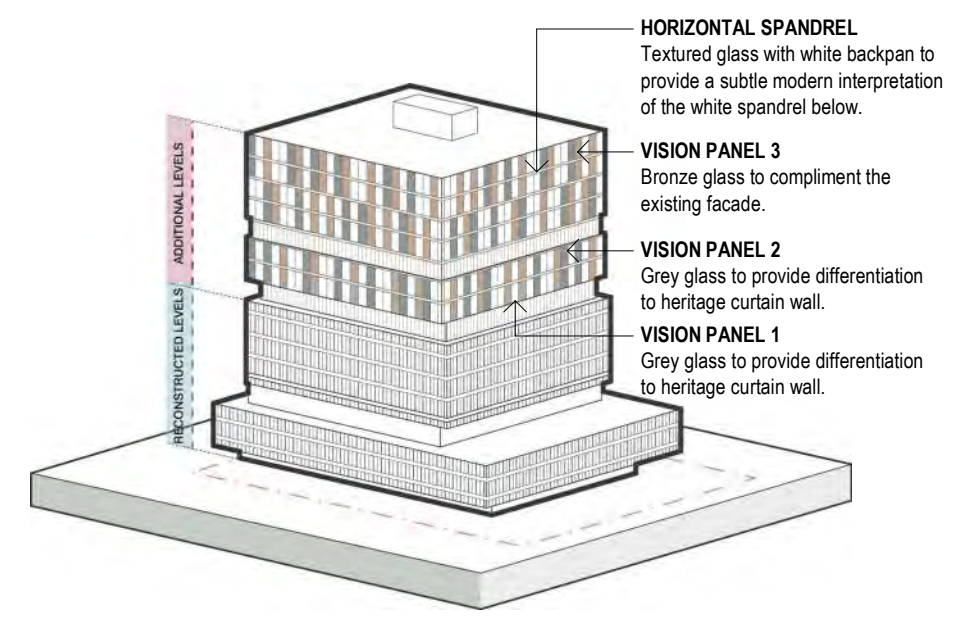 HORIZONTAL SPANDREL
Textured glass with white backpan to
provide a subtle modern interpretation
of the white spandrel below.
VISION PANEL 3
Bronze glass to compliment the
existing facade.
VISION PANEL 2
Grey glass to provide differentiation
to heritage curtain wall.
VISION PANEL 1
Grey glass to provide differentiation
to heritage curtain wall.
ADDITIONAL LEVELS
RECONSTRUCTED LEVELS